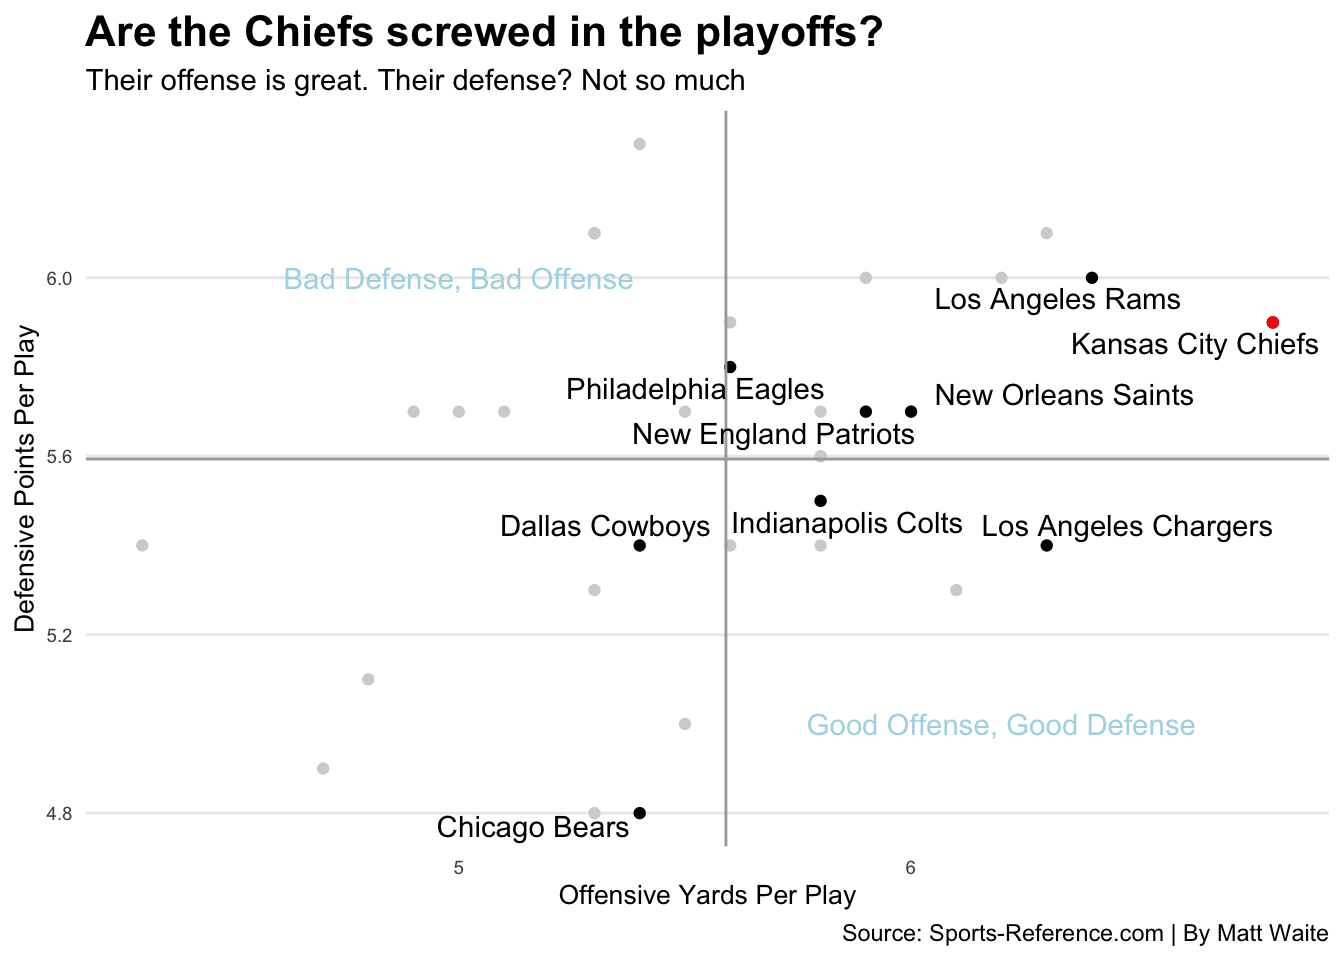 Are the Chiefs screwed in the playoffs?
Their offense is great. Their defense? Not so much
Bad Defense, Bad Offense
6.0
Los Angeles Rams
Kansas City Chiefs
Philadelphia Eagles
New Orleans Saints
New England Patriots
5.6
Dallas Cowboys
Indianapolis Colts
Los Angeles Chargers
5.2
Good Offense, Good Defense
4.8
Chicago Bears
Defensive Points Per Play
5
6
Offensive Yards Per Play
Source: Sports-Reference.com | By Matt Waite